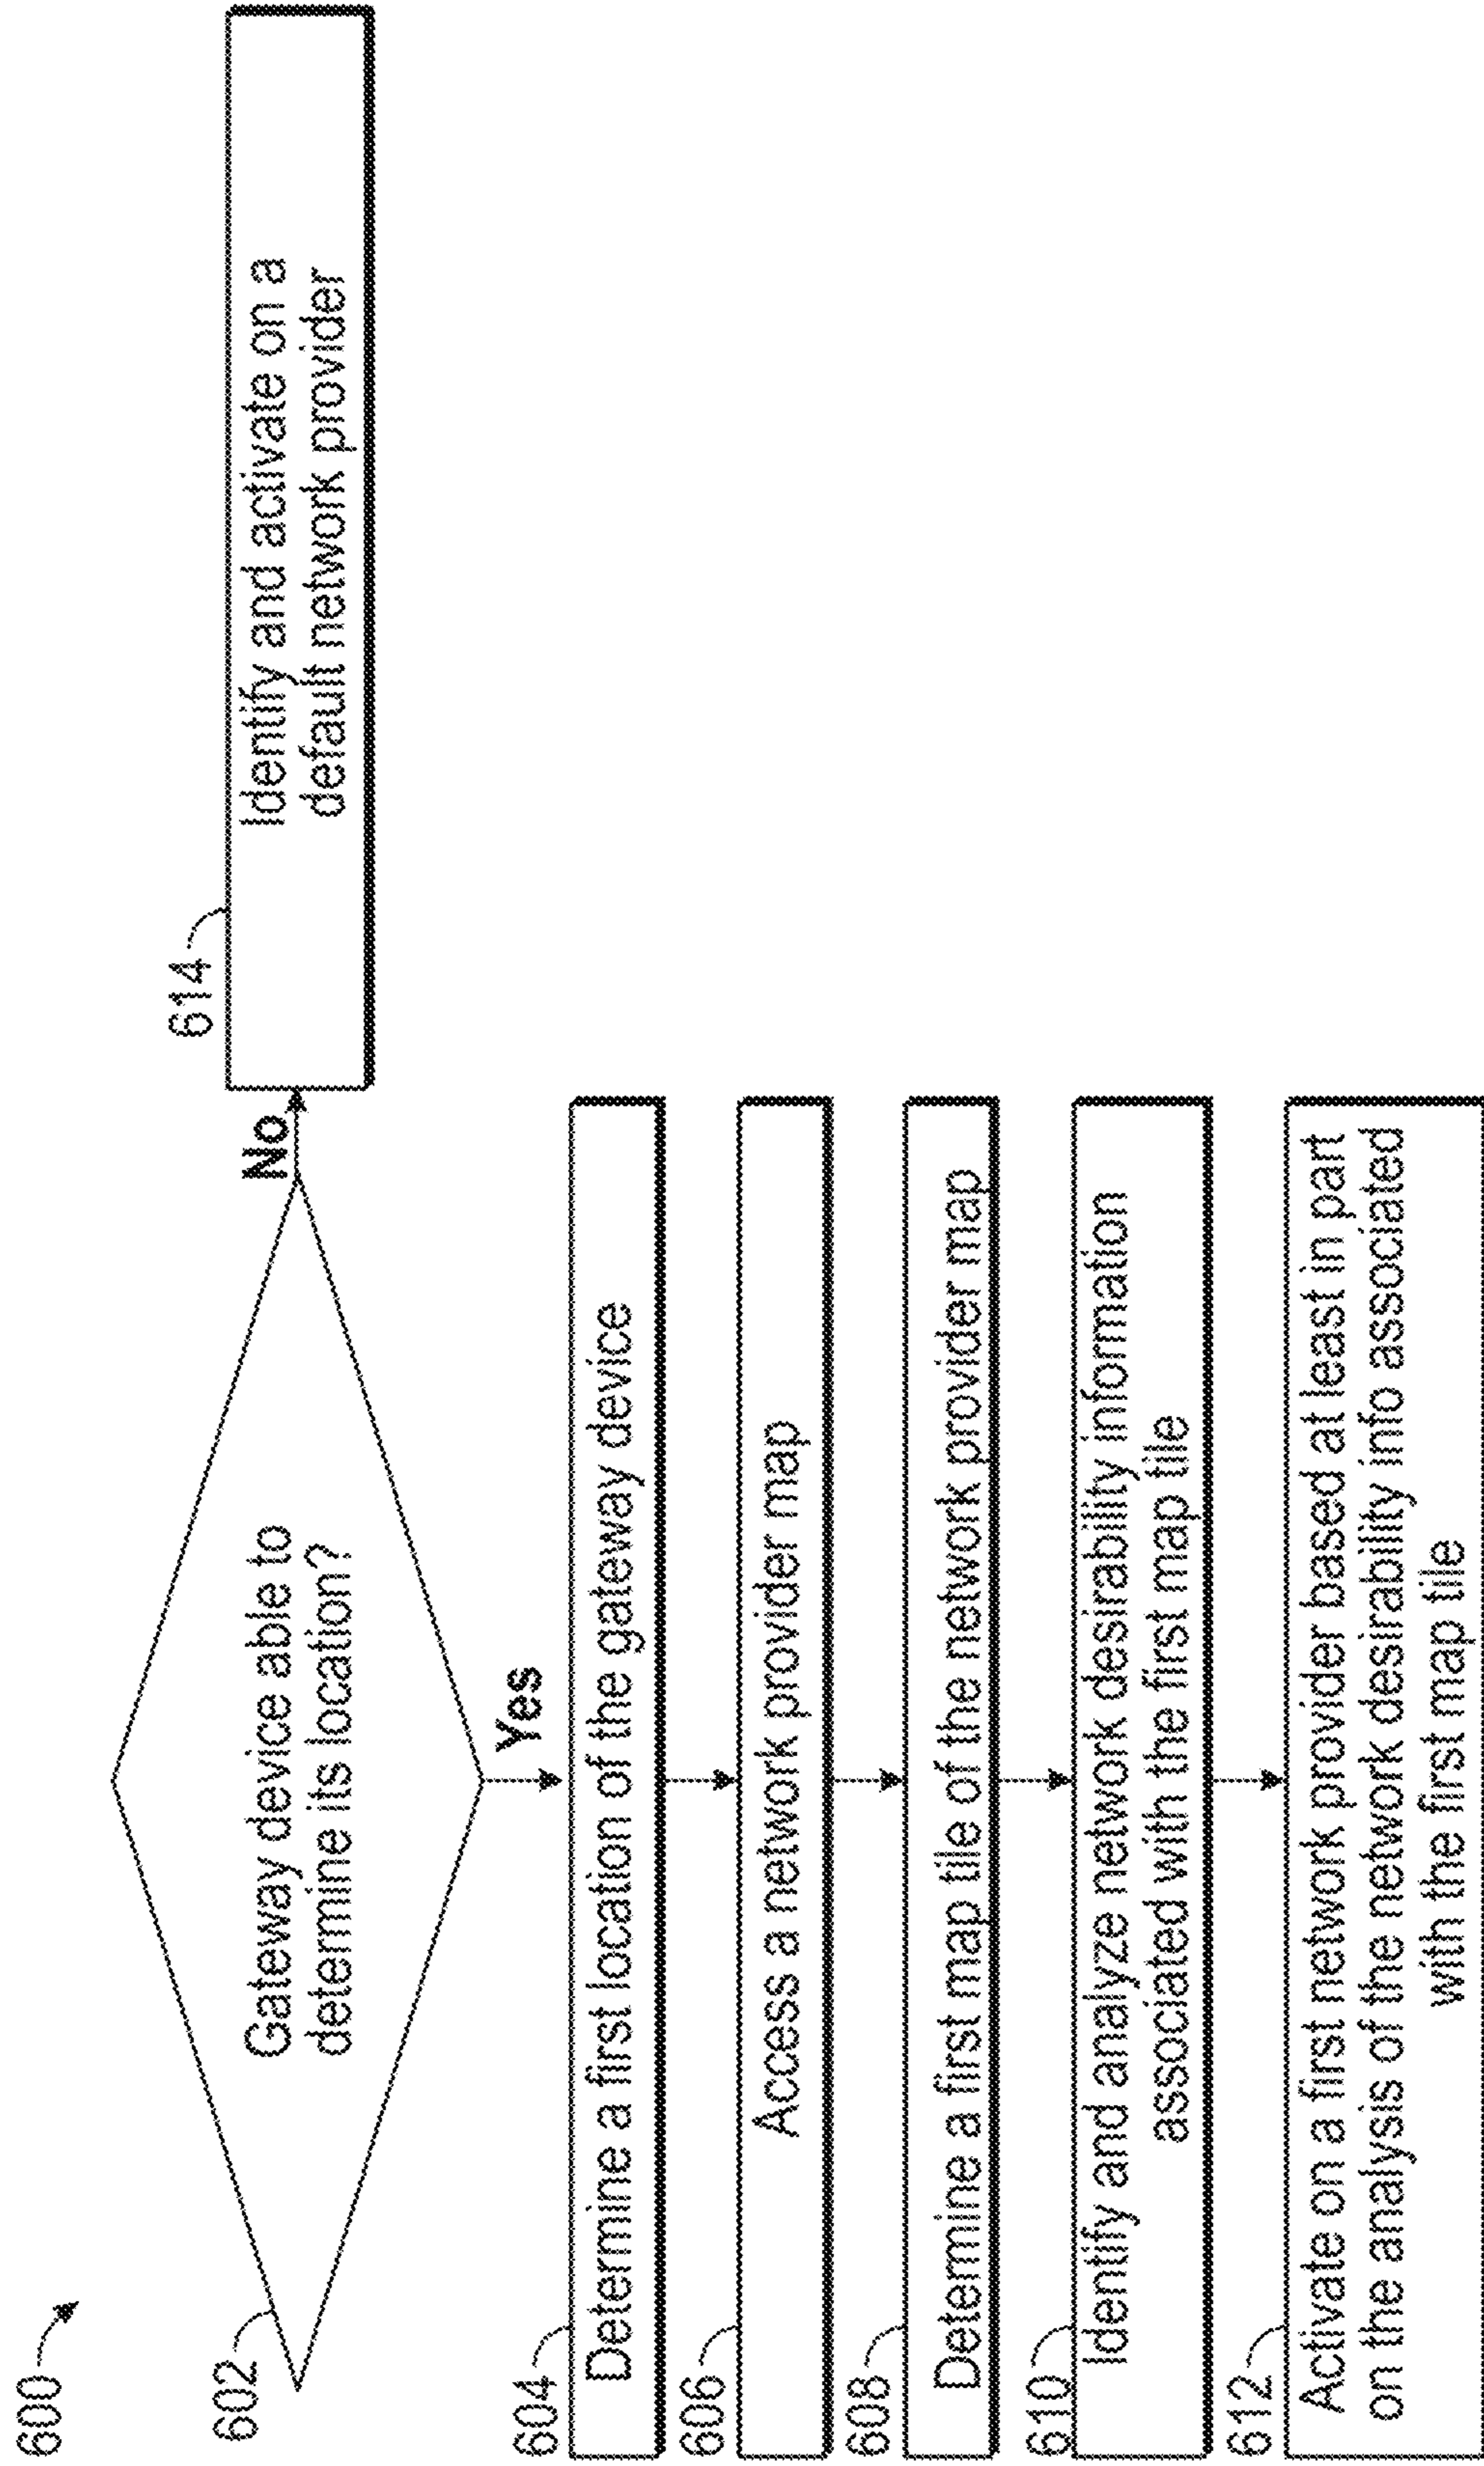 600
602
Gateway device able to
determine its location?
No
614
Identify and activate on a
default network provider
Yes
604
Determine a first location of the gateway device
606
Access a network provider map
608
Determine a first map tile of the network provider map
610
Identify and analyze network desirability information
associated with the first map tile
612
Activate on a first network provider based at least in part
on the analysis of the network desirability info associated
with the first map tile